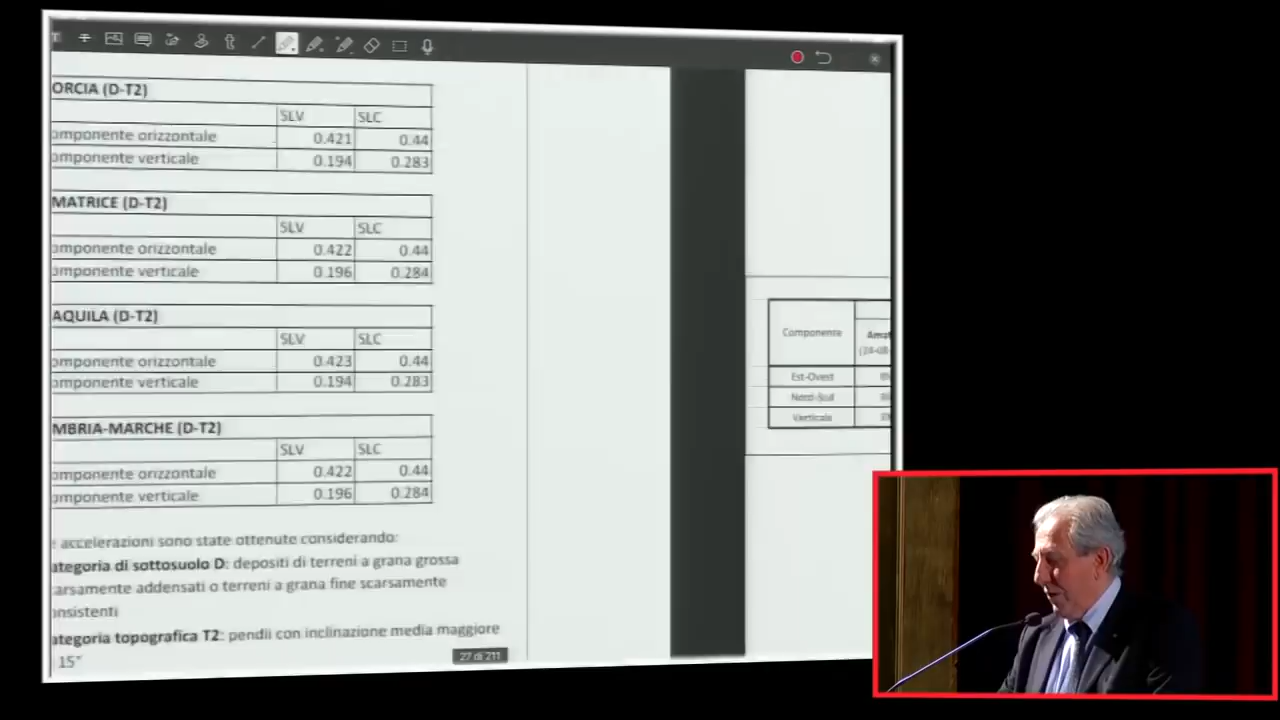 ORCIA (D-T2)
SLV SLC
omponente orizzontale 0.421 0.44
omponente verticale 0.194 0.283
MATRICE (D-T2)
SLV SLC
omponente orizzontale 0.422 0.44
omponente verticale 0.196 0.284
AQUILA (D-T2)
SLV SLC
omponente orizzontale 0.423 0.44
omponente verticale 0.194 0.283
MBRIA-MARCHE (D-T2)
SLV SLC
omponente orizzontale 0.422 0.44
omponente verticale 0.196 0.284
e accelerazioni sono state ottenute considerando:
ategoria di sottosuolo D: depositi di terreni a grana grossa
carsamente addensati o terreni a grana fine scarsamente
onsistenti
ategoria topografica T2: pendii con inclinazione media maggiore
15°
27 di 211
Componente
Amat
(24-08-
Est-Ovest
Nord-Sud
Verticale